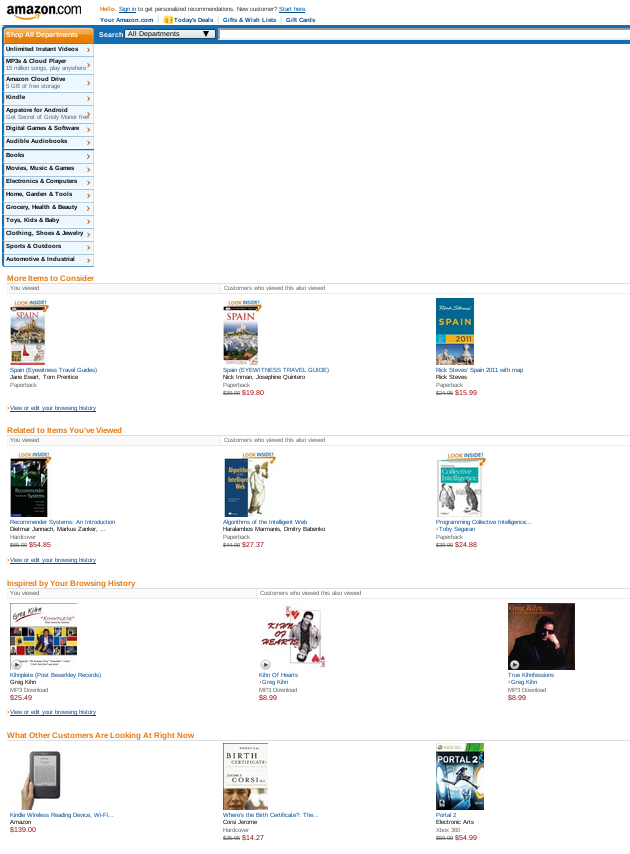 amazon.com
Hello. Sign in to get personalized recommendations. New customer? Start here.
Your Amazon.com | Today's Deals | Gifts & Wish Lists | Gift Cards
Shop All Departments
Search All Departments
Unlimited Instant Videos
MP3s & Cloud Player
15 million songs, play anywhere
Amazon Cloud Drive
5 GB of free storage
Kindle
Appstore for Android
Get Secret of Grisly Manor free
Digital Games & Software
Audible Audiobooks
Books
Movies, Music & Games
Electronics & Computers
Home, Garden & Tools
Grocery, Health & Beauty
Toys, Kids & Baby
Clothing, Shoes & Jewelry
Sports & Outdoors
Automotive & Industrial
More Items to Consider
You viewed
Customers who viewed this also viewed
LOOK INSIDE!
SPAIN
LOOK INSIDE!
SPAIN
Rick Steves'
SPAIN
2011
Spain (Eyewitness Travel Guides)
Jane Ewart, Tom Prentice
Paperback
Spain (EYEWITNESS TRAVEL GUIDE)
Nick Inman, Josephine Quintero
Paperback
$30.00 $19.80
Rick Steves' Spain 2011 with map
Rick Steves
Paperback
$24.95 $15.99
›View or edit your browsing history
Related to Items You've Viewed
You viewed
Customers who viewed this also viewed
LOOK INSIDE!
Recommender
Systems
LOOK INSIDE!
Algorithms
of the
Intelligent
Web
LOOK INSIDE!
Programming
Collective
Intelligence
Recommender Systems: An Introduction
Dietmar Jannach, Markus Zanker, ...
Hardcover
$65.00 $54.85
Algorithms of the Intelligent Web
Haralambos Marmanis, Dmitry Babenko
Paperback
$44.99 $27.37
Programming Collective Intelligence...
›Toby Segaran
Paperback
$39.99 $24.88
›View or edit your browsing history
Inspired by Your Browsing History
You viewed
Customers who viewed this also viewed
Greg Kihn
"KIHNPLETE"
KIHN
OF
HEARTS
Greg Kihn
Kihnplete (Post Beserkley Records)
Greg Kihn
MP3 Download
$25.49
Kihn Of Hearts
›Greg Kihn
MP3 Download
$8.99
True Kihnfessions
›Greg Kihn
MP3 Download
$8.99
›View or edit your browsing history
What Other Customers Are Looking At Right Now
BIRTH
CERTIFICATE?
JEROME R.
CORSI, Ph.D.
XBOX 360
PORTAL 2
Kindle Wireless Reading Device, Wi-Fi...
Amazon
$139.00
Where's the Birth Certificate?: The...
Corsi Jerome
Hardcover
$25.95 $14.27
Portal 2
Electronic Arts
Xbox 360
$59.99 $54.99